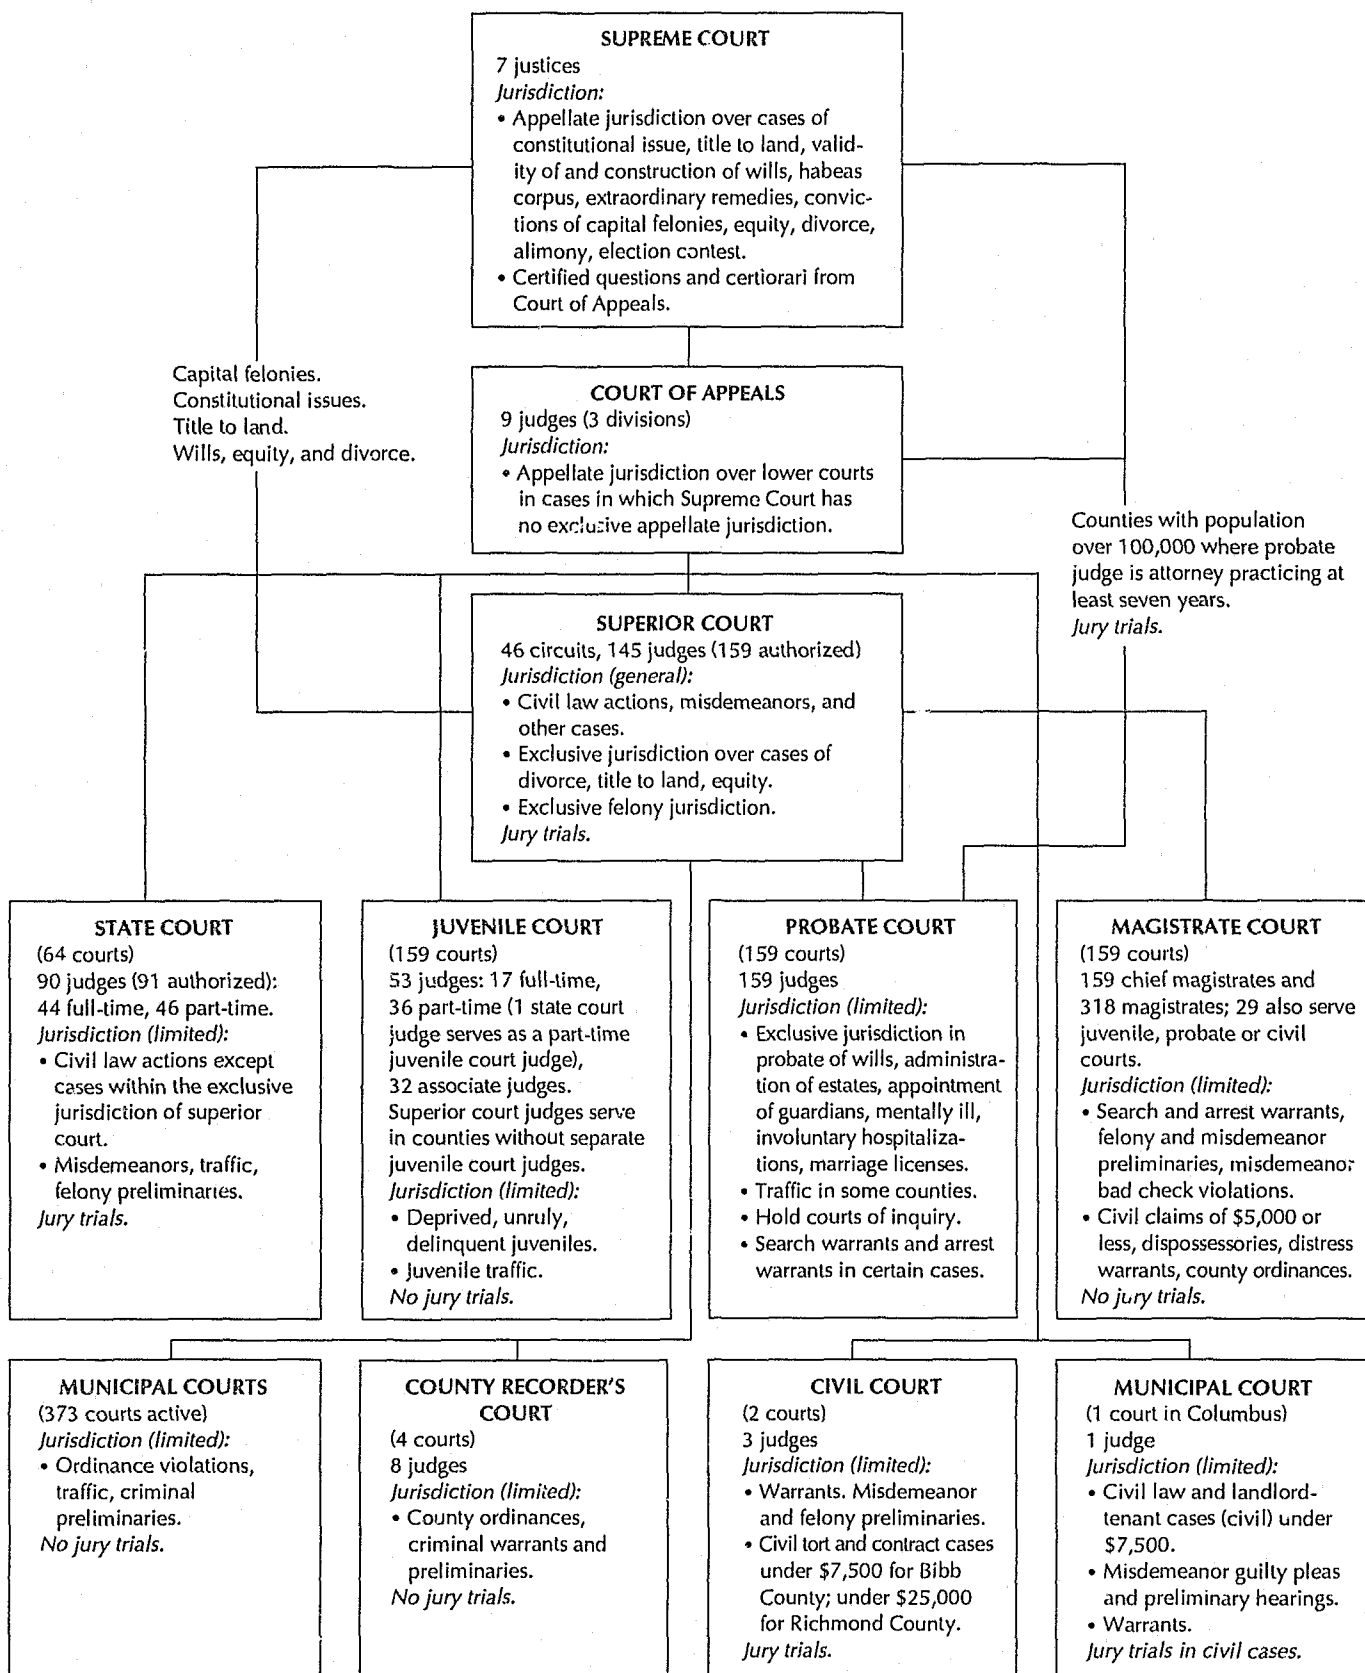 SUPREME COURT
7 justices
Jurisdiction:
• Appellate jurisdiction over cases of
constitutional issue, title to land, valid-
ity of and construction of wills, habeas
corpus, extraordinary remedies, convic-
tions of capital felonies, equity, divorce,
alimony, election contest.
• Certified questions and certiorari from
Court of Appeals.
Capital felonies.
Constitutional issues.
Title to land.
Wills, equity, and divorce.
COURT OF APPEALS
9 judges (3 divisions)
Jurisdiction:
• Appellate jurisdiction over lower courts
in cases in which Supreme Court has
no exclusive appellate jurisdiction.
Counties with population
over 100,000 where probate
judge is attorney practicing at
least seven years.
Jury trials.
SUPERIOR COURT
46 circuits, 145 judges (159 authorized)
Jurisdiction (general):
• Civil law actions, misdemeanors, and
other cases.
• Exclusive jurisdiction over cases of
divorce, title to land, equity.
• Exclusive felony jurisdiction.
Jury trials.
STATE COURT
(64 courts)
90 judges (91 authorized):
44 full-time, 46 part-time.
Jurisdiction (limited):
• Civil law actions except
cases within the exclusive
jurisdiction of superior
court.
• Misdemeanors, traffic,
felony preliminaries.
Jury trials.
JUVENILE COURT
(159 courts)
53 judges: 17 full-time,
36 part-time (1 state court
judge serves as a part-time
juvenile court judge),
32 associate judges.
Superior court judges serve
in counties without separate
juvenile court judges.
Jurisdiction (limited):
• Deprived, unruly,
delinquent juveniles.
• Juvenile traffic.
No jury trials.
PROBATE COURT
(159 courts)
159 judges
Jurisdiction (limited):
• Exclusive jurisdiction in
probate of wills, administra-
tion of estates, appointment
of guardians, mentally ill,
involuntary hospitaliza-
tions, marriage licenses.
• Traffic in some counties.
• Hold courts of inquiry.
• Search warrants and arrest
warrants in certain cases.
MAGISTRATE COURT
(159 courts)
159 chief magistrates and
318 magistrates; 29 also serve
juvenile, probate or civil
courts.
Jurisdiction (limited):
• Search and arrest warrants,
felony and misdemeanor
preliminaries, misdemeanor
bad check violations.
• Civil claims of $5,000 or
less, dispossessories, distress
warrants, county ordinances.
No jury trials.
MUNICIPAL COURTS
(373 courts active)
Jurisdiction (limited):
• Ordinance violations,
traffic, criminal
preliminaries.
No jury trials.
COUNTY RECORDER'S
COURT
(4 courts)
8 judges
Jurisdiction (limited):
• County ordinances,
criminal warrants and
preliminaries.
No jury trials.
CIVIL COURT
(2 courts)
3 judges
Jurisdiction (limited):
• Warrants. Misdemeanor
and felony preliminaries.
• Civil tort and contract cases
under $7,500 for Bibb
County; under $25,000
for Richmond County.
Jury trials.
MUNICIPAL COURT
(1 court in Columbus)
1 judge
Jurisdiction (limited):
• Civil law and landlord-
tenant cases (civil) under
$7,500.
• Misdemeanor guilty pleas
and preliminary hearings.
• Warrants.
Jury trials in civil cases.